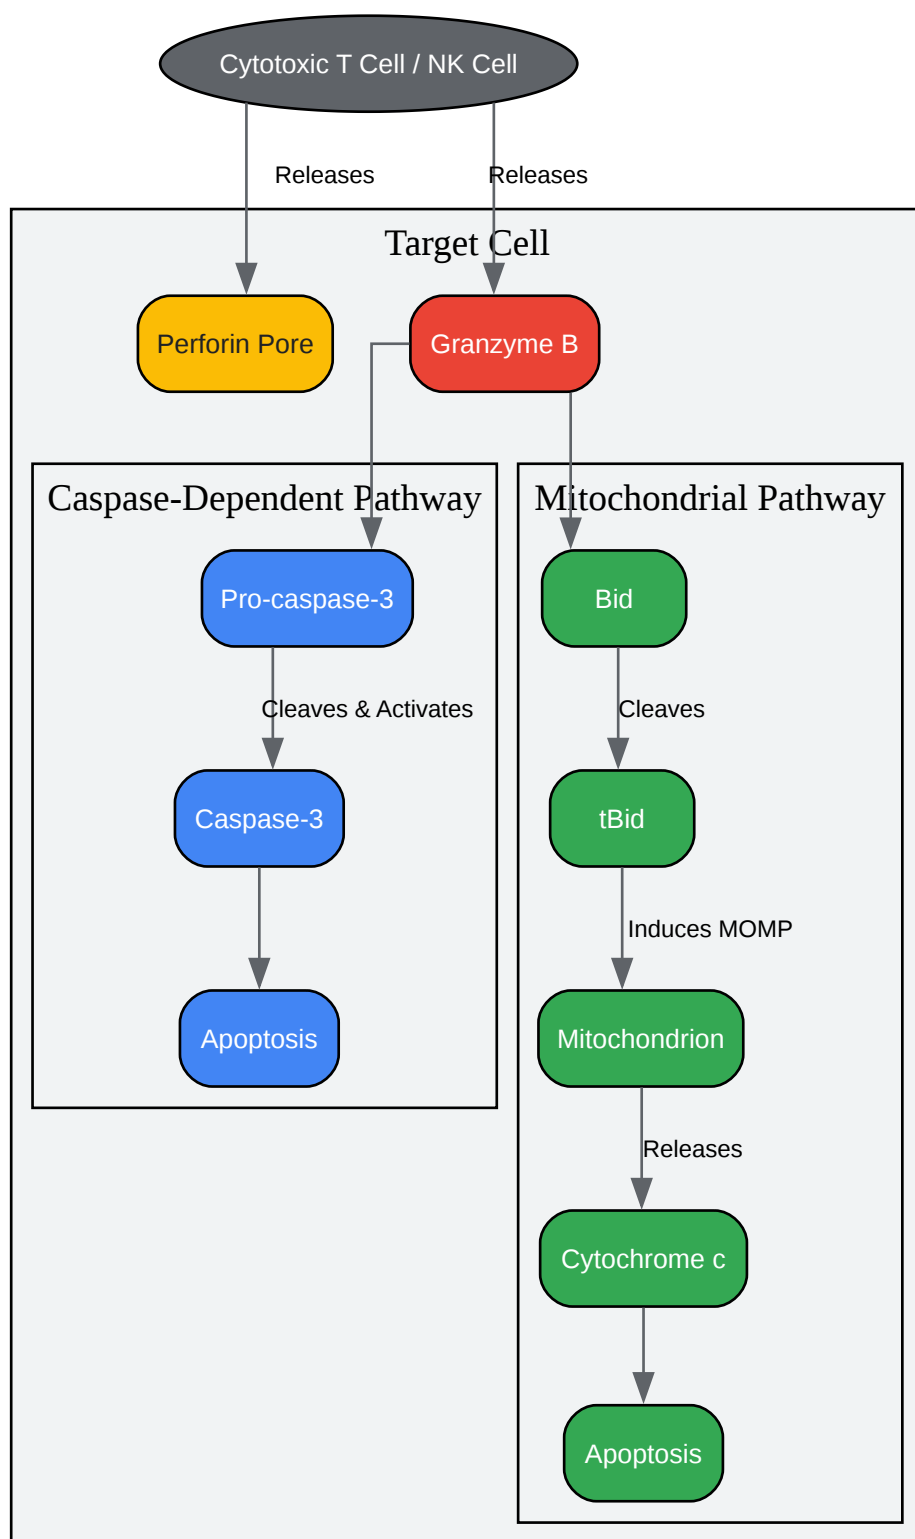 Cytotoxic T Cell / NK Cell
Releases
Releases
Target Cell
Perforin Pore
Granzyme B
Caspase-Dependent Pathway
Mitochondrial Pathway
Pro-caspase-3
Bid
Cleaves & Activates
Cleaves
Caspase-3
tBid
Induces MOMP
Apoptosis
Mitochondrion
Releases
Cytochrome c
Apoptosis